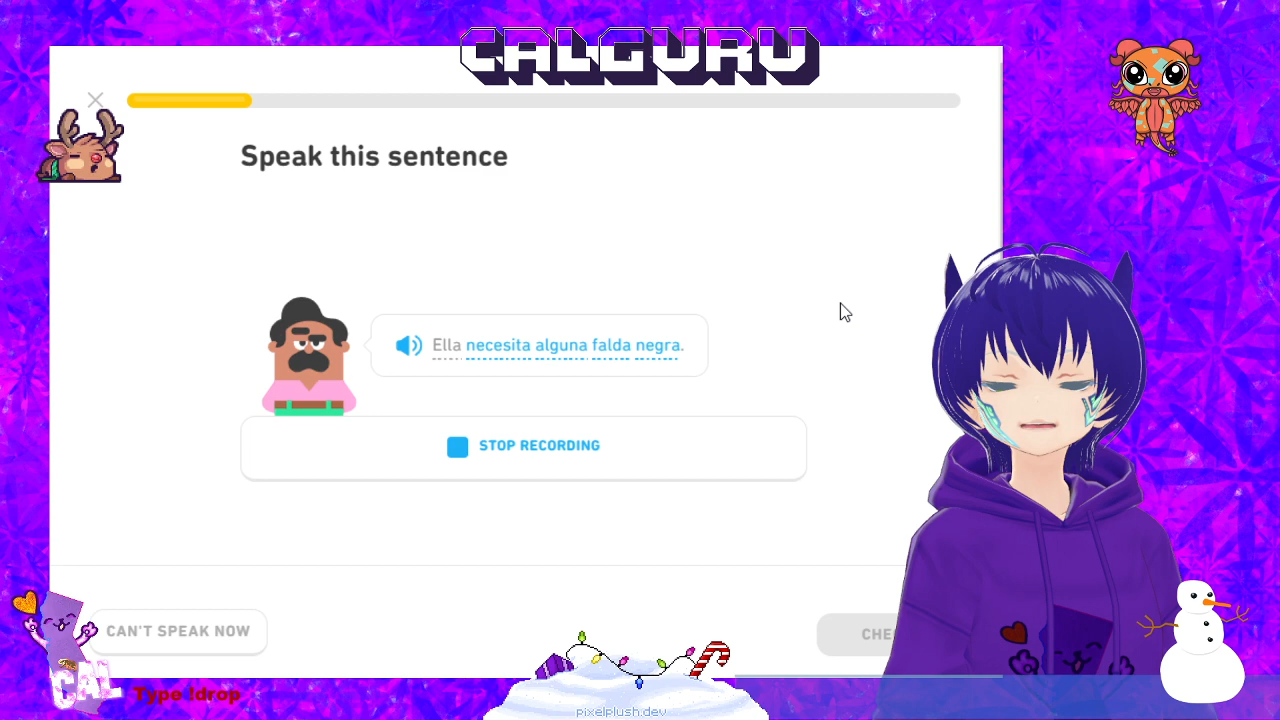 CALGURU
Speak this sentence
Ella necesita alguna falda negra.
STOP RECORDING
CAN'T SPEAK NOW
CHE
CAL
Type !drop
pixelplush.dev